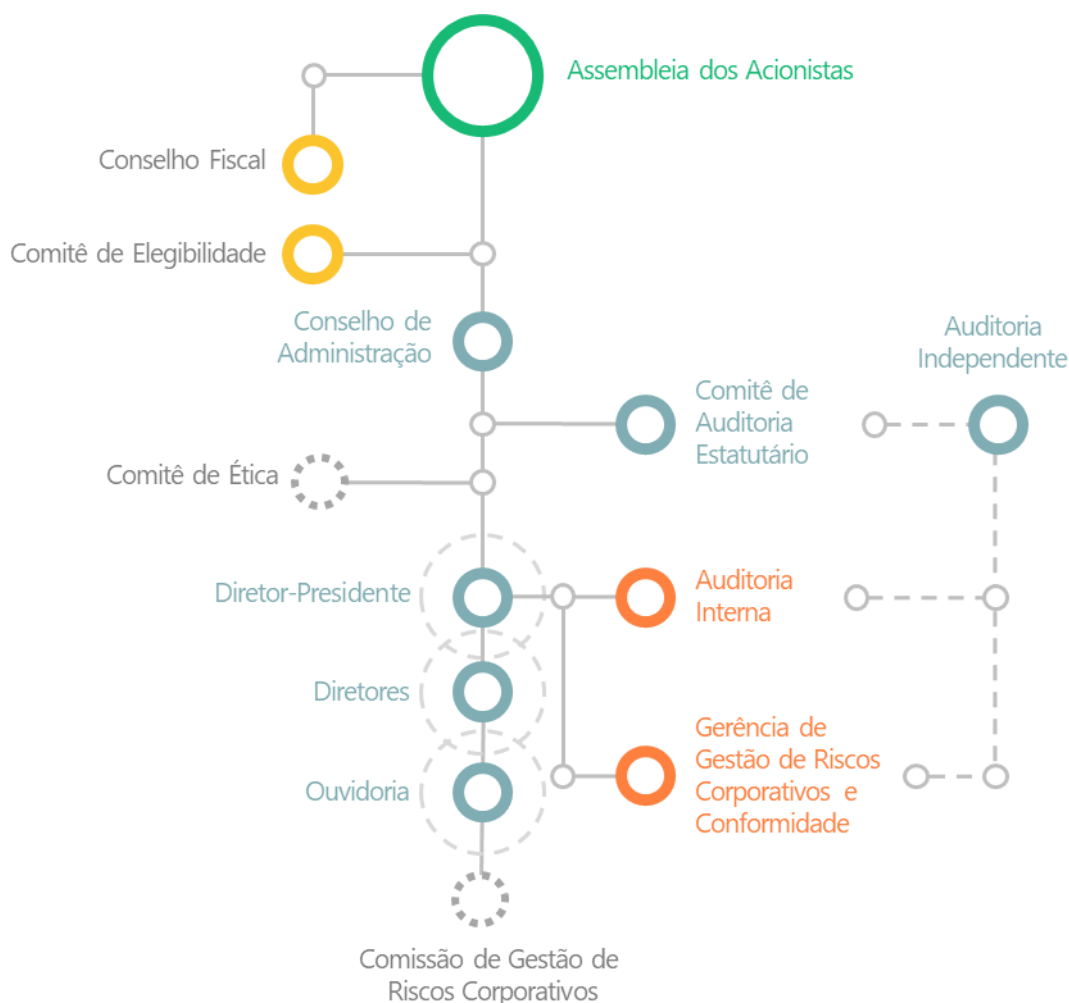 Assembleia dos Acionistas
Conselho Fiscal
Comitê de Elegibilidade
Conselho de
Administração
Auditoria
Independente
Comitê de
Auditoria
Estatutário
Comitê de Ética
Diretor-Presidente
Auditoria
Interna
Diretores
Gerência de
Gestão de Riscos
Corporativos e
Conformidade
Ouvidoria
Comissão de Gestão de
Riscos Corporativos